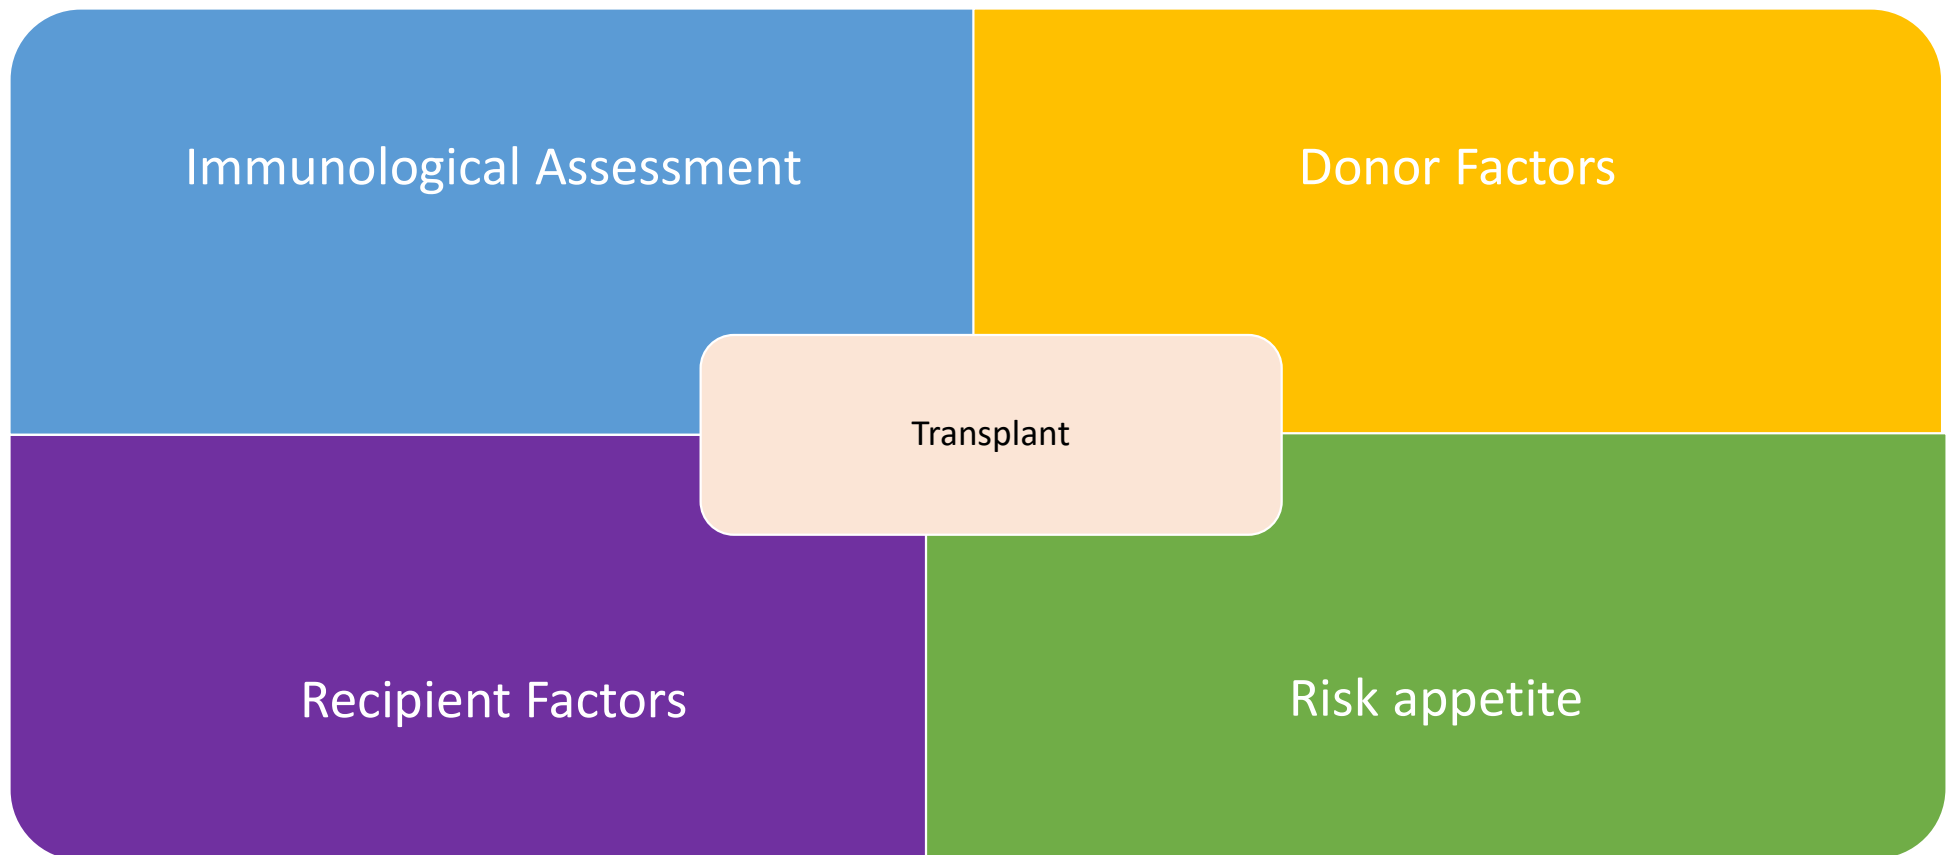 Immunological Assessment
Donor Factors
Transplant
Recipient Factors
Risk appetite